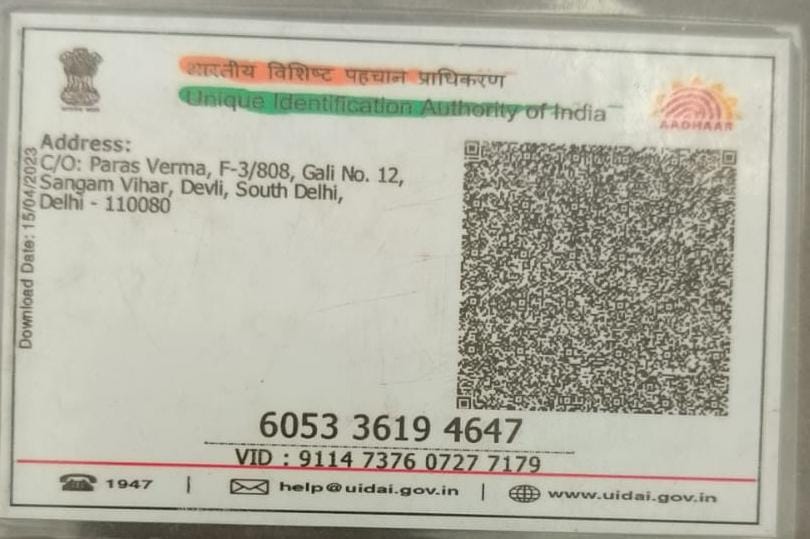 भारतीय विशिष्ट पहचान प्राधिकरण
Unique Identification Authority of India
AADHAAR
Address:
C/O: Paras Verma, F-3/808, Gali No. 12,
Sangam Vihar, Devli, South Delhi,
Delhi - 110080
Download Date: 15/04/2023
6053 3619 4647
VID : 9114 7376 0727 7179
1947 | help@uidai.gov.in | www.uidai.gov.in